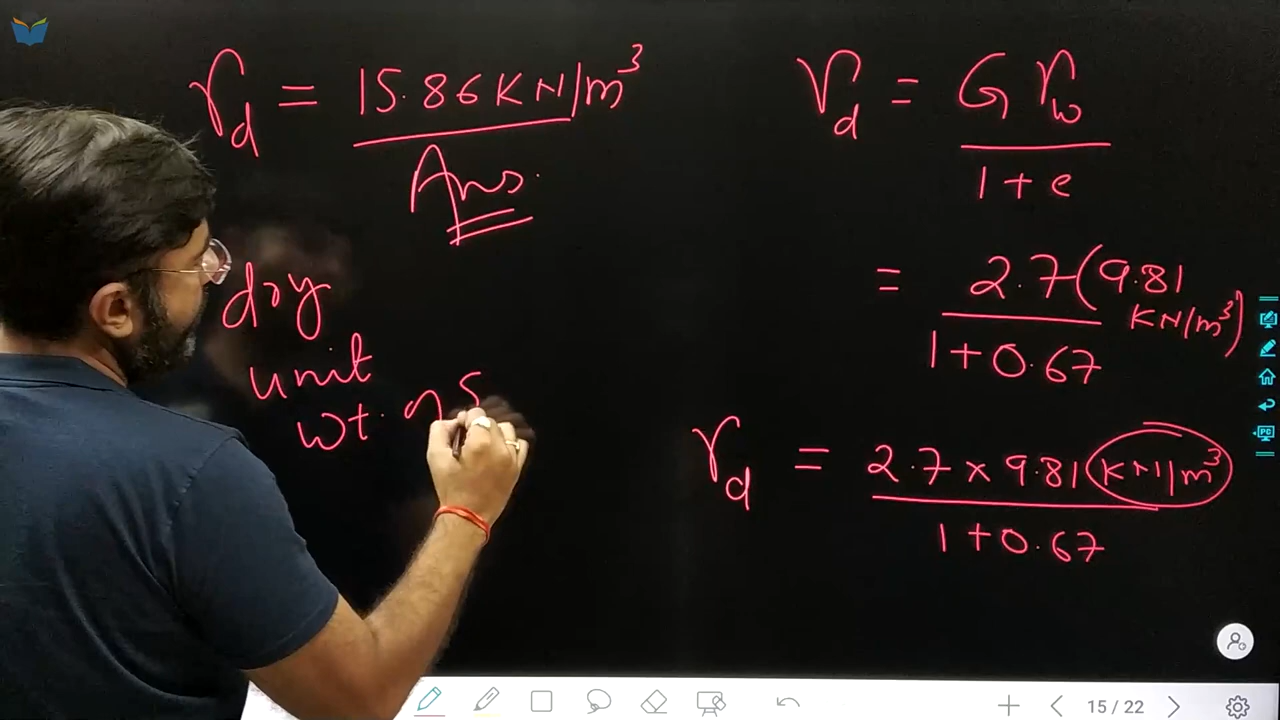 γd = 15.86 KN/m³
Ans.
dry
unit
wt. of
γd = G γw
1 + e
= 2.7(9.81 KN/m³)
1 + 0.67
γd = 2.7 × 9.81 KN/m³
1 + 0.67
15 / 22